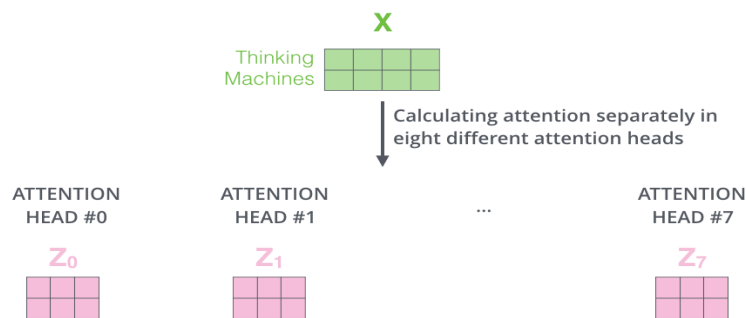 X
Thinking
Machines
Calculating attention separately in
eight different attention heads
ATTENTION
HEAD #0
ATTENTION
HEAD #1
...
ATTENTION
HEAD #7
Z0
Z1
Z7